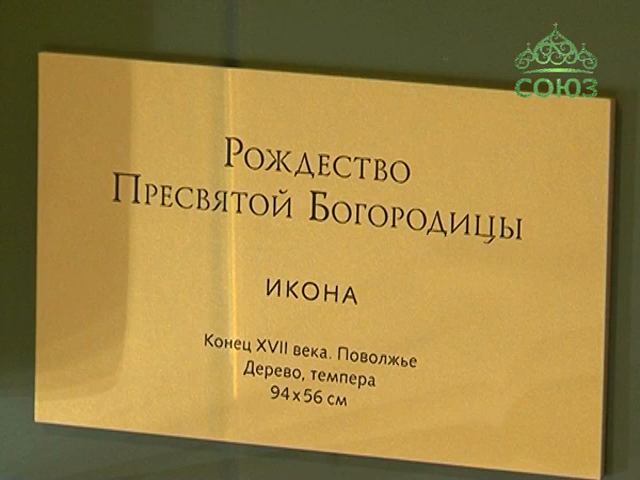 СОЮЗ
Рождество
Пресвятой Богородицы
ИКОНА
Конец XVII века. Поволжье
Дерево, темпера
94 x 56 см